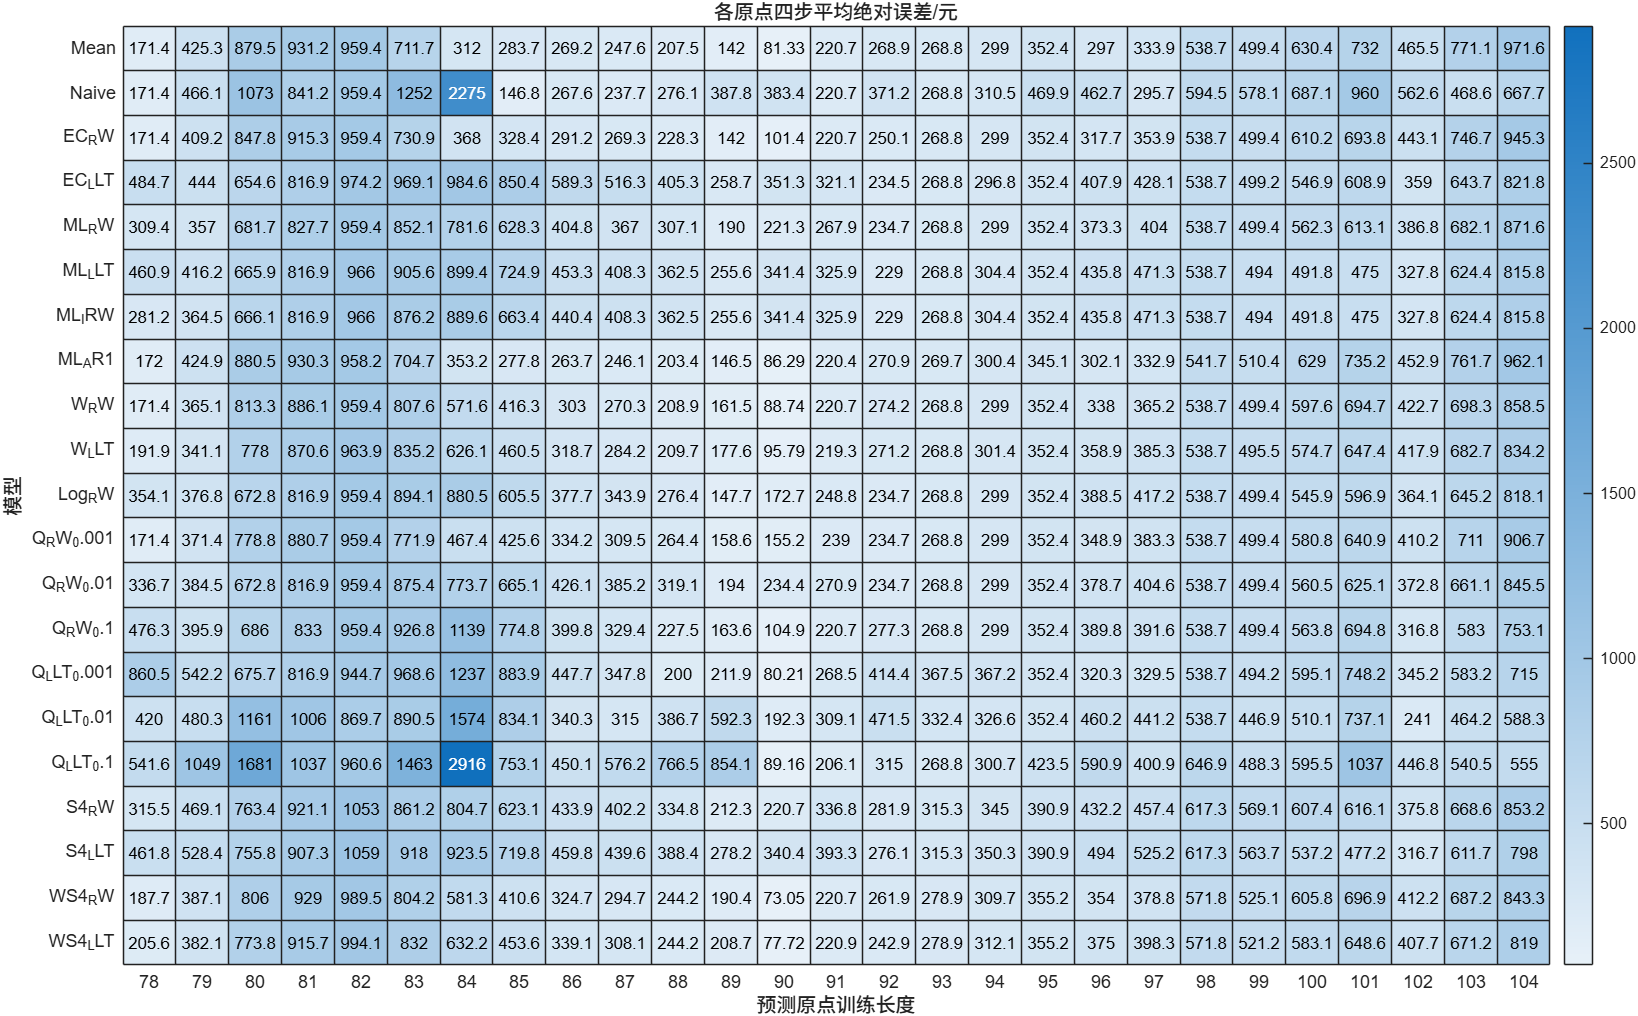 各原点四步平均绝对误差/元
Mean 171.4 425.3 879.5 931.2 959.4 711.7 312 283.7 269.2 247.6 207.5 142 81.33 220.7 268.9 268.8 299 352.4 297 333.9 538.7 499.4 630.4 732 465.5 771.1 971.6
Naive 171.4 466.1 1073 841.2 959.4 1252 2275 146.8 267.6 237.7 276.1 387.8 383.4 220.7 371.2 268.8 310.5 469.9 462.7 295.7 594.5 578.1 687.1 960 562.6 468.6 667.7
EC_RW 171.4 409.2 847.8 915.3 959.4 730.9 368 328.4 291.2 269.3 228.3 142 101.4 220.7 250.1 268.8 299 352.4 317.7 353.9 538.7 499.4 610.2 693.8 443.1 746.7 945.3
EC_LLT 484.7 444 654.6 816.9 974.2 969.1 984.6 850.4 589.3 516.3 405.3 258.7 351.3 321.1 234.5 268.8 296.8 352.4 407.9 428.1 538.7 499.2 546.9 608.9 359 643.7 821.8
ML_RW 309.4 357 681.7 827.7 959.4 852.1 781.6 628.3 404.8 367 307.1 190 221.3 267.9 234.7 268.8 299 352.4 373.3 404 538.7 499.4 562.3 613.1 386.8 682.1 871.6
ML_LLT 460.9 416.2 665.9 816.9 966 905.6 899.4 724.9 453.3 408.3 362.5 255.6 341.4 325.9 229 268.8 304.4 352.4 435.8 471.3 538.7 494 491.8 475 327.8 624.4 815.8
ML_IRW 281.2 364.5 666.1 816.9 966 876.2 889.6 663.4 440.4 408.3 362.5 255.6 341.4 325.9 229 268.8 304.4 352.4 435.8 471.3 538.7 494 491.8 475 327.8 624.4 815.8
ML_AR1 172 424.9 880.5 930.3 958.2 704.7 353.2 277.8 263.7 246.1 203.4 146.5 86.29 220.4 270.9 269.7 300.4 345.1 302.1 332.9 541.7 510.4 629 735.2 452.9 761.7 962.1
W_RW 171.4 365.1 813.3 886.1 959.4 807.6 571.6 416.3 303 270.3 208.9 161.5 88.74 220.7 274.2 268.8 299 352.4 338 365.2 538.7 499.4 597.6 694.7 422.7 698.3 858.5
W_LLT 191.9 341.1 778 870.6 963.9 835.2 626.1 460.5 318.7 284.2 209.7 177.6 95.79 219.3 271.2 268.8 301.4 352.4 358.9 385.3 538.7 495.5 574.7 647.4 417.9 682.7 834.2
Log_RW 354.1 376.8 672.8 816.9 959.4 894.1 880.5 605.5 377.7 343.9 276.4 147.7 172.7 248.8 234.7 268.8 299 352.4 388.5 417.2 538.7 499.4 545.9 596.9 364.1 645.2 818.1
Q_RW_0.001 171.4 371.4 778.8 880.7 959.4 771.9 467.4 425.6 334.2 309.5 264.4 158.6 155.2 239 234.7 268.8 299 352.4 348.9 383.3 538.7 499.4 580.8 640.9 410.2 711 906.7
Q_RW_0.01 336.7 384.5 672.8 816.9 959.4 875.4 773.7 665.1 426.1 385.2 319.1 194 234.4 270.9 234.7 268.8 299 352.4 378.7 404.6 538.7 499.4 560.5 625.1 372.8 661.1 845.5
Q_RW_0.1 476.3 395.9 686 833 959.4 926.8 1139 774.8 399.8 329.4 227.5 163.6 104.9 220.7 277.3 268.8 299 352.4 389.8 391.6 538.7 499.4 563.8 694.8 316.8 583 753.1
Q_LLT_0.001 860.5 542.2 675.7 816.9 944.7 968.6 1237 883.9 447.7 347.8 200 211.9 80.21 268.5 414.4 367.5 367.2 352.4 320.3 329.5 538.7 494.2 595.1 748.2 345.2 583.2 715
Q_LLT_0.01 420 480.3 1161 1006 869.7 890.5 1574 834.1 340.3 315 386.7 592.3 192.3 309.1 471.5 332.4 326.6 352.4 460.2 441.2 538.7 446.9 510.1 737.1 241 464.2 588.3
Q_LLT_0.1 541.6 1049 1681 1037 960.6 1463 2916 753.1 450.1 576.2 766.5 854.1 89.16 206.1 315 268.8 300.7 423.5 590.9 400.9 646.9 488.3 595.5 1037 446.8 540.5 555
S4_RW 315.5 469.1 763.4 921.1 1053 861.2 804.7 623.1 433.9 402.2 334.8 212.3 220.7 336.8 281.9 315.3 345 390.9 432.2 457.4 617.3 569.1 607.4 616.1 375.8 668.6 853.2
S4_LLT 461.8 528.4 755.8 907.3 1059 918 923.5 719.8 459.8 439.6 388.4 278.2 340.4 393.3 276.1 315.3 350.3 390.9 494 525.2 617.3 563.7 537.2 477.2 316.7 611.7 798
WS4_RW 187.7 387.1 806 929 989.5 804.2 581.3 410.6 324.7 294.7 244.2 190.4 73.05 220.7 261.9 278.9 309.7 355.2 354 378.8 571.8 525.1 605.8 696.9 412.2 687.2 843.3
WS4_LLT 205.6 382.1 773.8 915.7 994.1 832 632.2 453.6 339.1 308.1 244.2 208.7 77.72 220.9 242.9 278.9 312.1 355.2 375 398.3 571.8 521.2 583.1 648.6 407.7 671.2 819
78 79 80 81 82 83 84 85 86 87 88 89 90 91 92 93 94 95 96 97 98 99 100 101 102 103 104
预测原点训练长度
模型
2500
2000
1500
1000
500